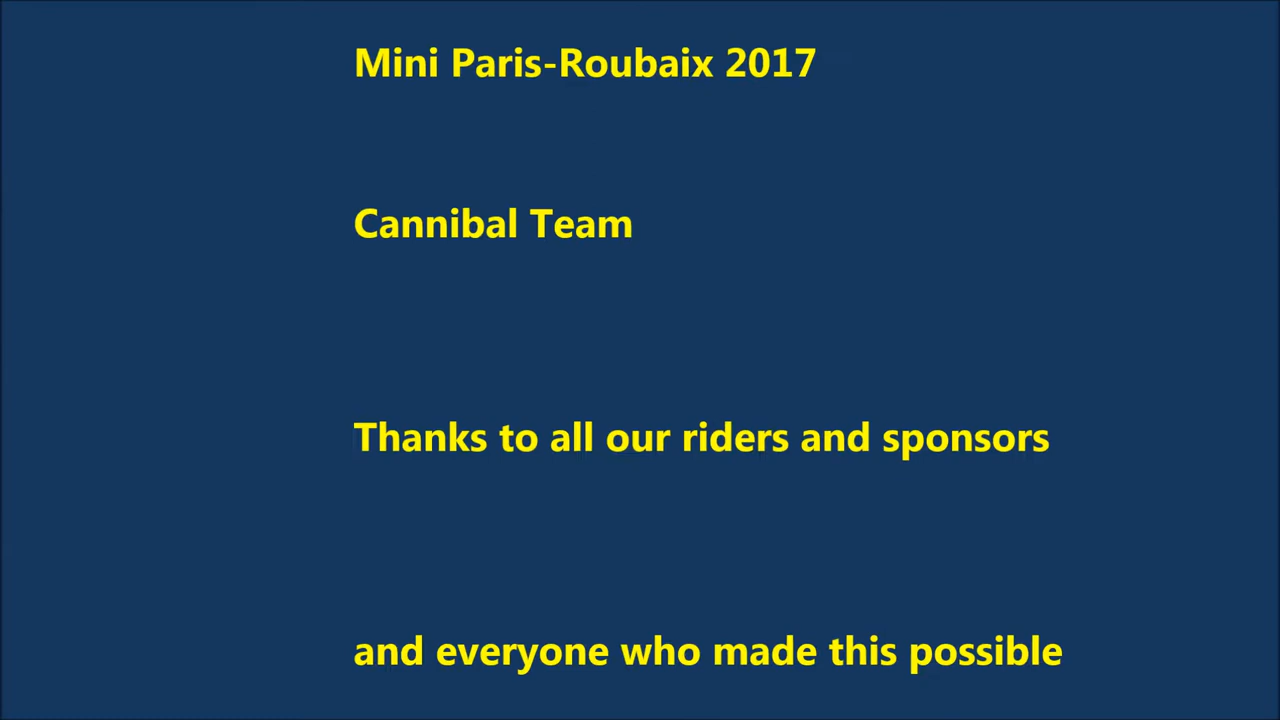 Mini Paris-Roubaix 2017
Cannibal Team
Thanks to all our riders and sponsors
and everyone who made this possible